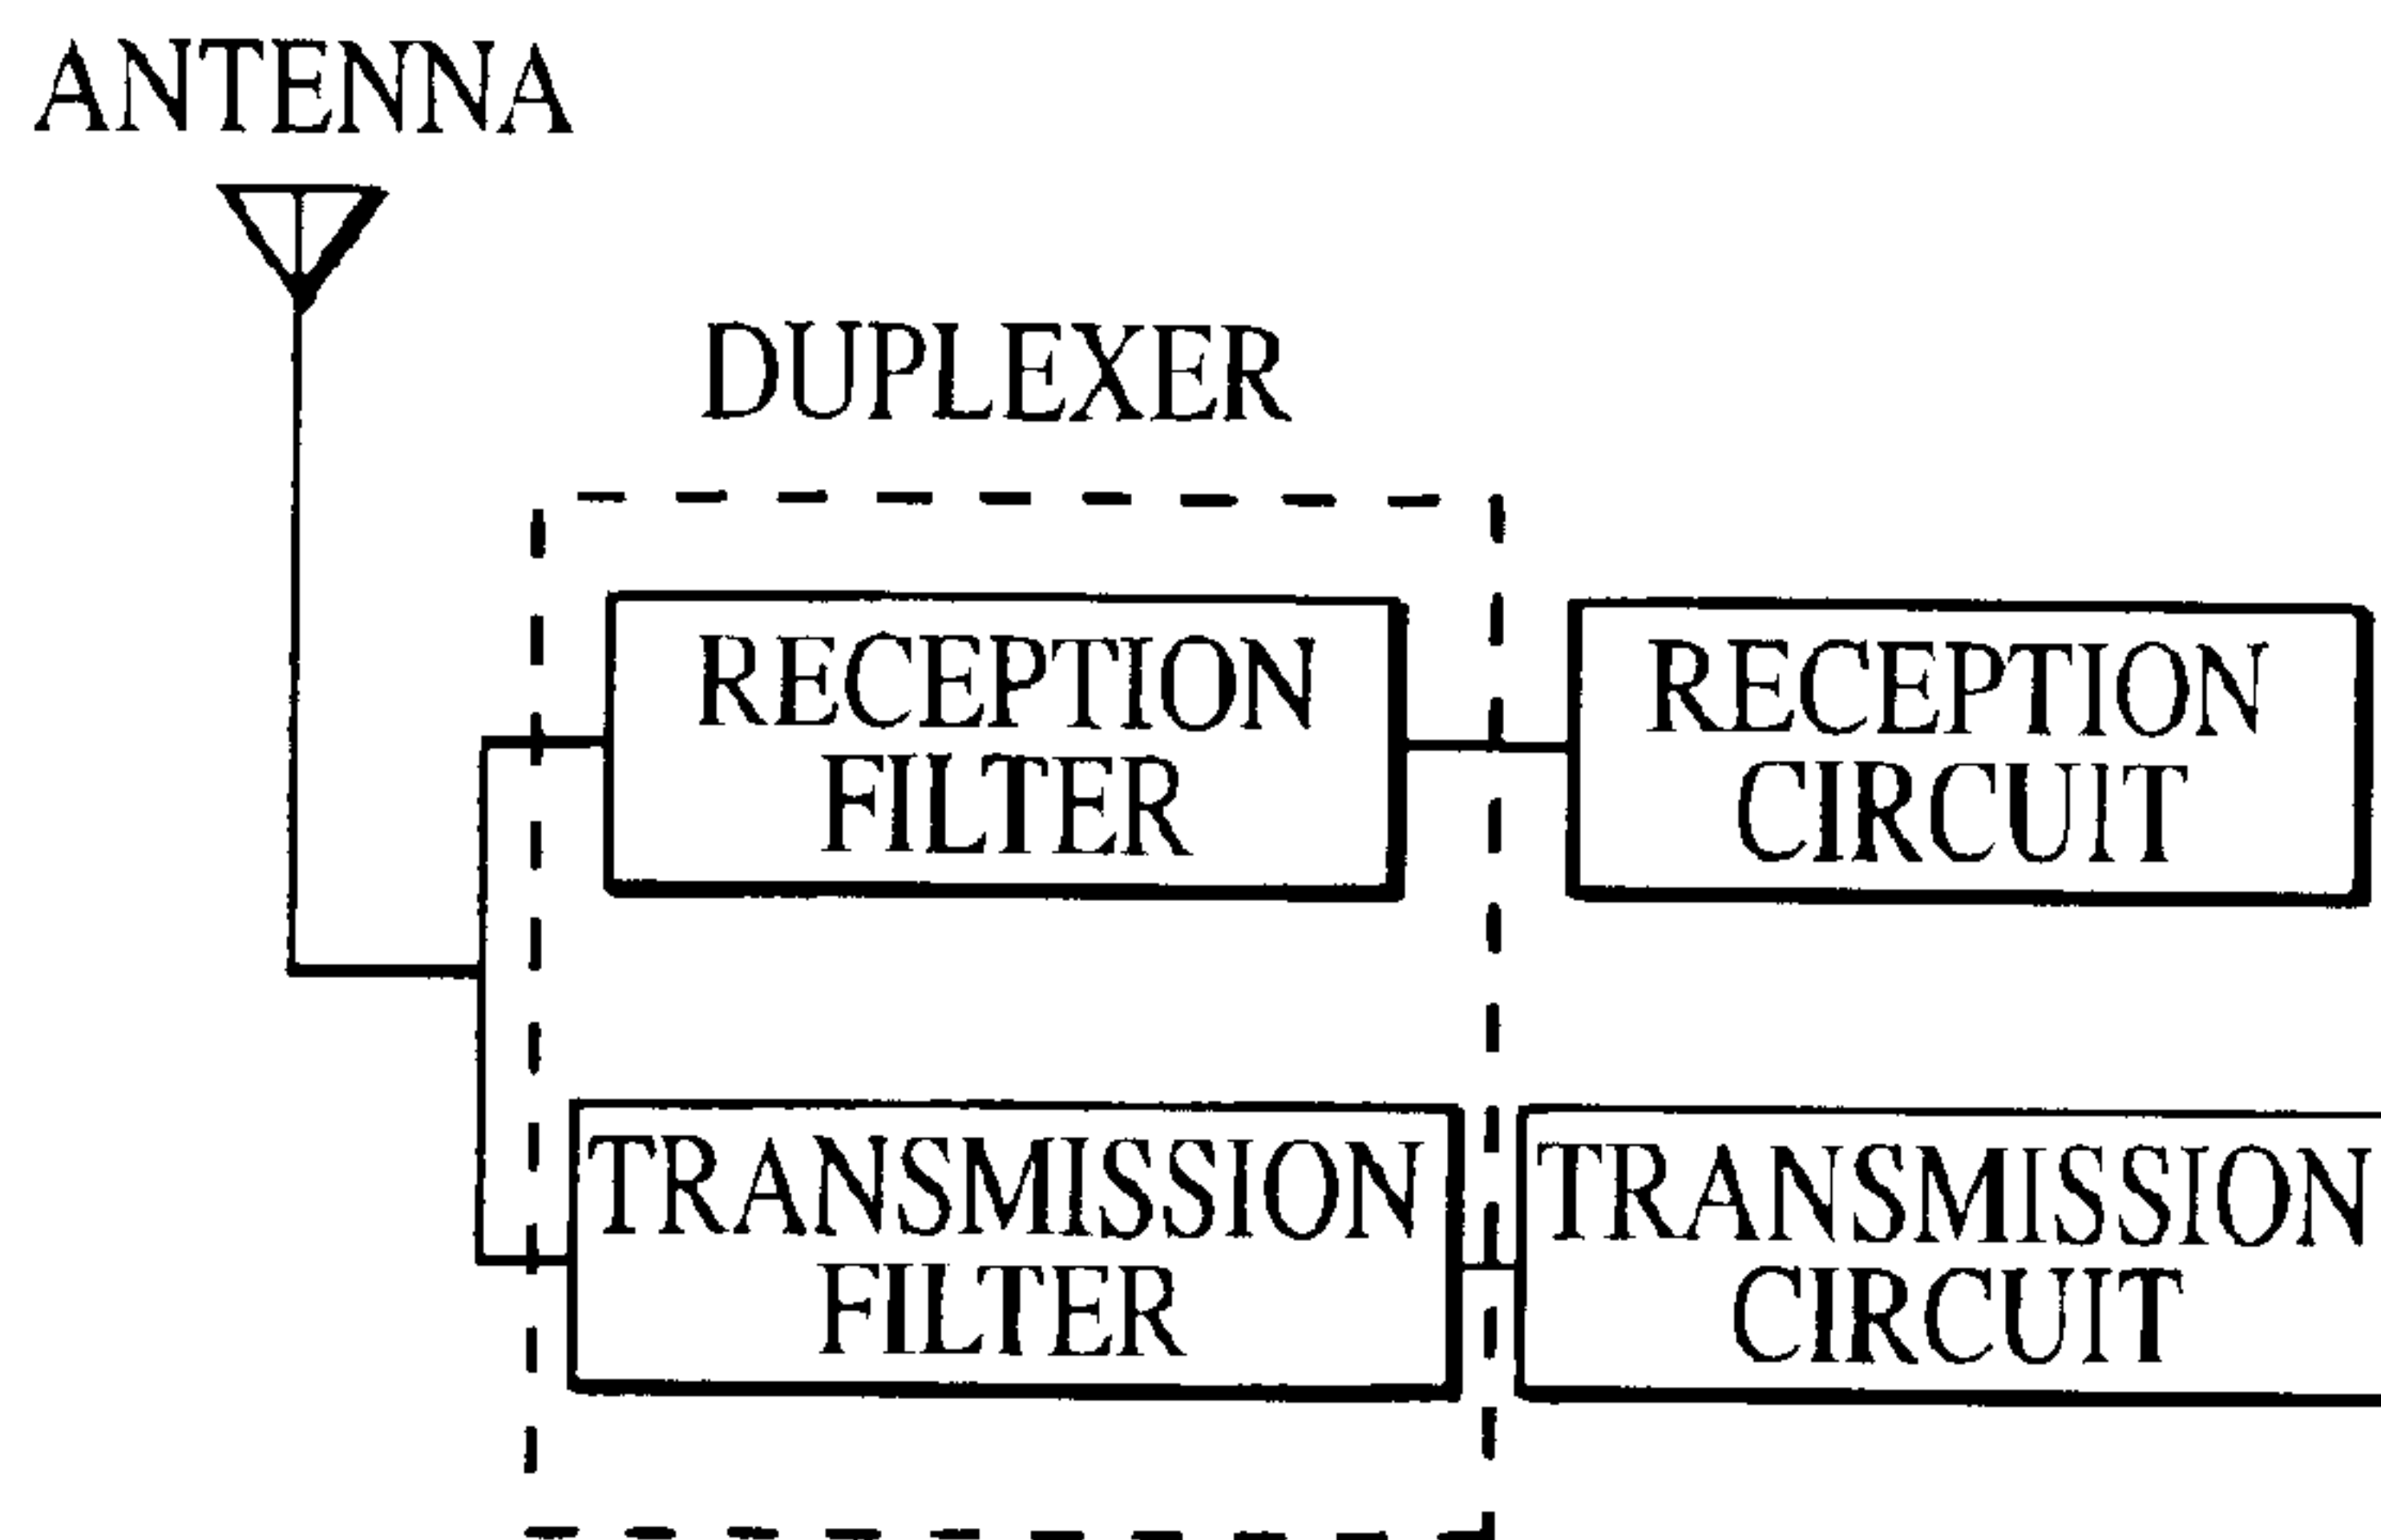 ANTENNA
DUPLEXER
RECEPTION
FILTER
RECEPTION
CIRCUIT
TRANSMISSION
FILTER
TRANSMISSION
CIRCUIT